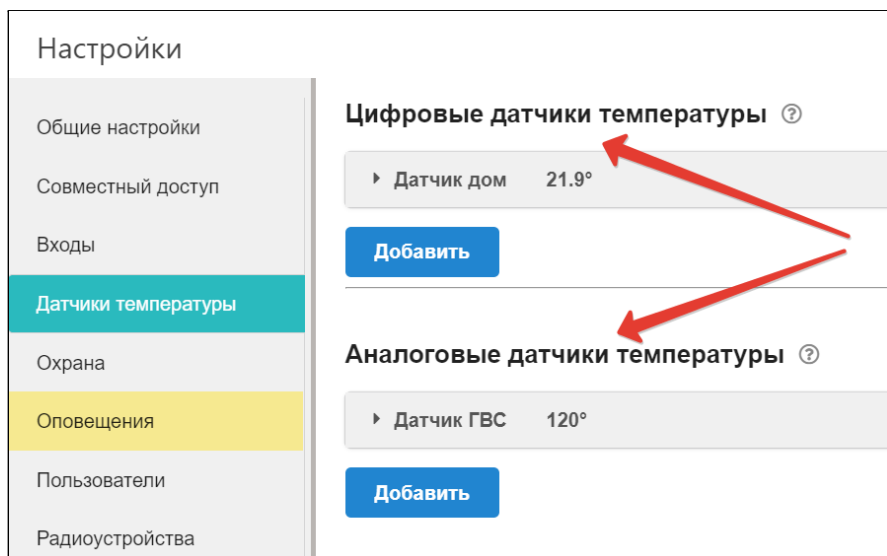 Настройки
Общие настройки
Совместный доступ
Входы
Датчики температуры
Охрана
Оповещения
Пользователи
Радиоустройства
Цифровые датчики температуры ?
Датчик дом 21.9°
Добавить
Аналоговые датчики температуры ?
Датчик ГВС 120°
Добавить